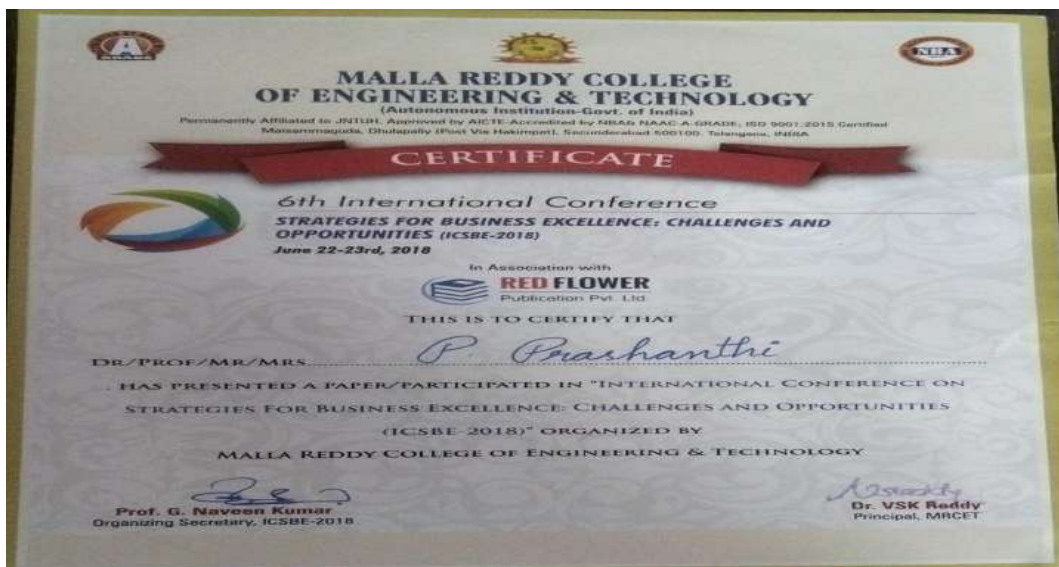 A
GRADE
NBA
MALLA REDDY COLLEGE
OF ENGINEERING & TECHNOLOGY
(Autonomous Institution-Govt. of India)
Permanently Affiliated to JNTUH, Approved by AICTE-Accredited by NBA& NAAC-A-GRADE; ISO 9001:2015 Certified
Maisammaguda, Dhulapally (Post Via Hakimpet), Secunderabad-500100. Telangana, INDIA
CERTIFICATE
6th International Conference
STRATEGIES FOR BUSINESS EXCELLENCE: CHALLENGES AND
OPPORTUNITIES (ICSBE-2018)
June 22-23rd, 2018
In Association with
RED FLOWER
Publication Pvt. Ltd
THIS IS TO CERTIFY THAT
DR/PROF/MR/MRS P. Prashanthi
HAS PRESENTED A PAPER/PARTICIPATED IN "INTERNATIONAL CONFERENCE ON
STRATEGIES FOR BUSINESS EXCELLENCE: CHALLENGES AND OPPORTUNITIES
(ICSBE-2018)" ORGANIZED BY
MALLA REDDY COLLEGE OF ENGINEERING & TECHNOLOGY
Prof. G. Naveen Kumar
Organizing Secretary, ICSBE-2018
Dr. VSK Reddy
Principal, MRCET